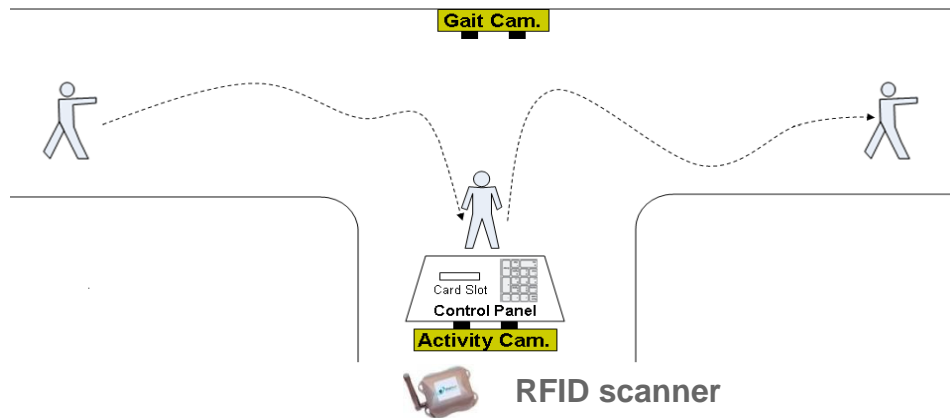 Gait Cam.
Card Slot
Control Panel
Activity Cam.
RFID scanner